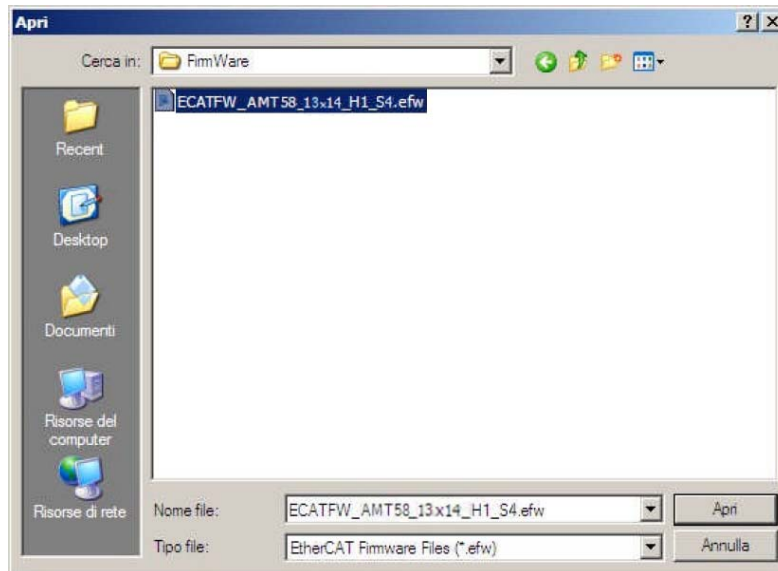 Apri
Cerca in: FirmWare
ECATFW_AMT58_13x14_H1_S4.efw
Recent
Desktop
Documenti
Risorse del
computer
Risorse di rete
Nome file: ECATFW_AMT58_13x14_H1_S4.efw Apri
Tipo file: EtherCAT Firmware Files (*.efw) Annulla